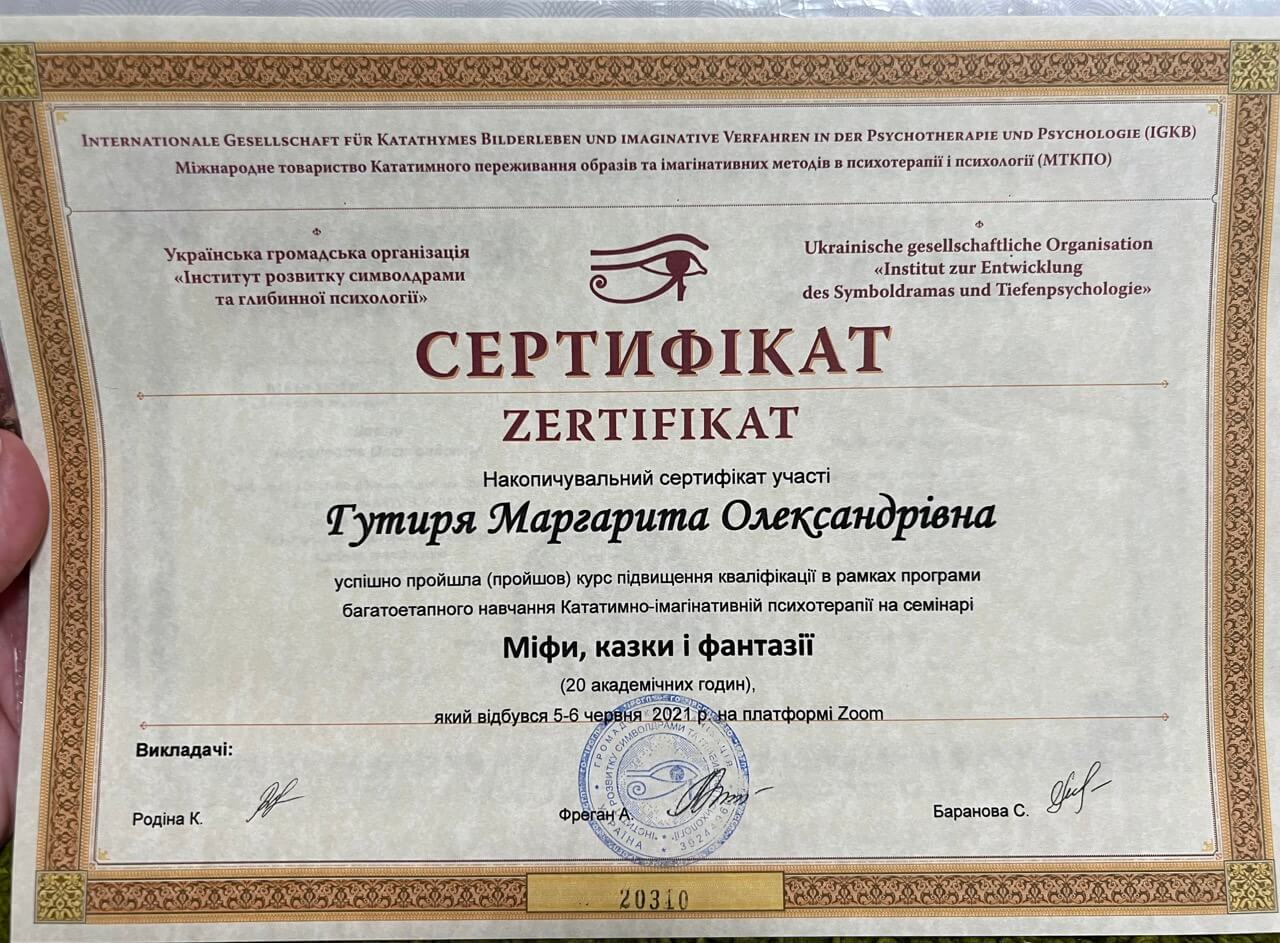 INTERNATIONALE GESELLSCHAFT FÜR KATATHYMES BILDERLEBEN UND IMAGINATIVE VERFAHREN IN DER PSYCHOTHERAPIE UND PSYCHOLOGIE (IGKB)
Міжнародне товариство Кататимного переживання образів та імагінативних методів в психотерапії і психології (МТКПО)
Українська громадська організація
«Інститут розвитку символдрами
та глибинної психології»
Ukrainische gesellschaftliche Organisation
«Institut zur Entwicklung
des Symboldramas und Tiefenpsychologie»
СЕРТИФІКАТ
ZERTIFIKAT
Накопичувальний сертифікат участі
Гутиря Маргарита Олександрівна
успішно пройшла (пройшов) курс підвищення кваліфікації в рамках програми
багатоетапного навчання Кататимно-імагінативній психотерапії на семінарі
Міфи, казки і фантазії
(20 академічних годин),
який відбувся 5-6 червня 2021 р. на платформі Zoom
Викладачі:
Родіна К.
Фреган А.
Баранова С.
РОЗВИТКУ СИМВОЛДРАМИ ТА
УКРАЇНА
20310